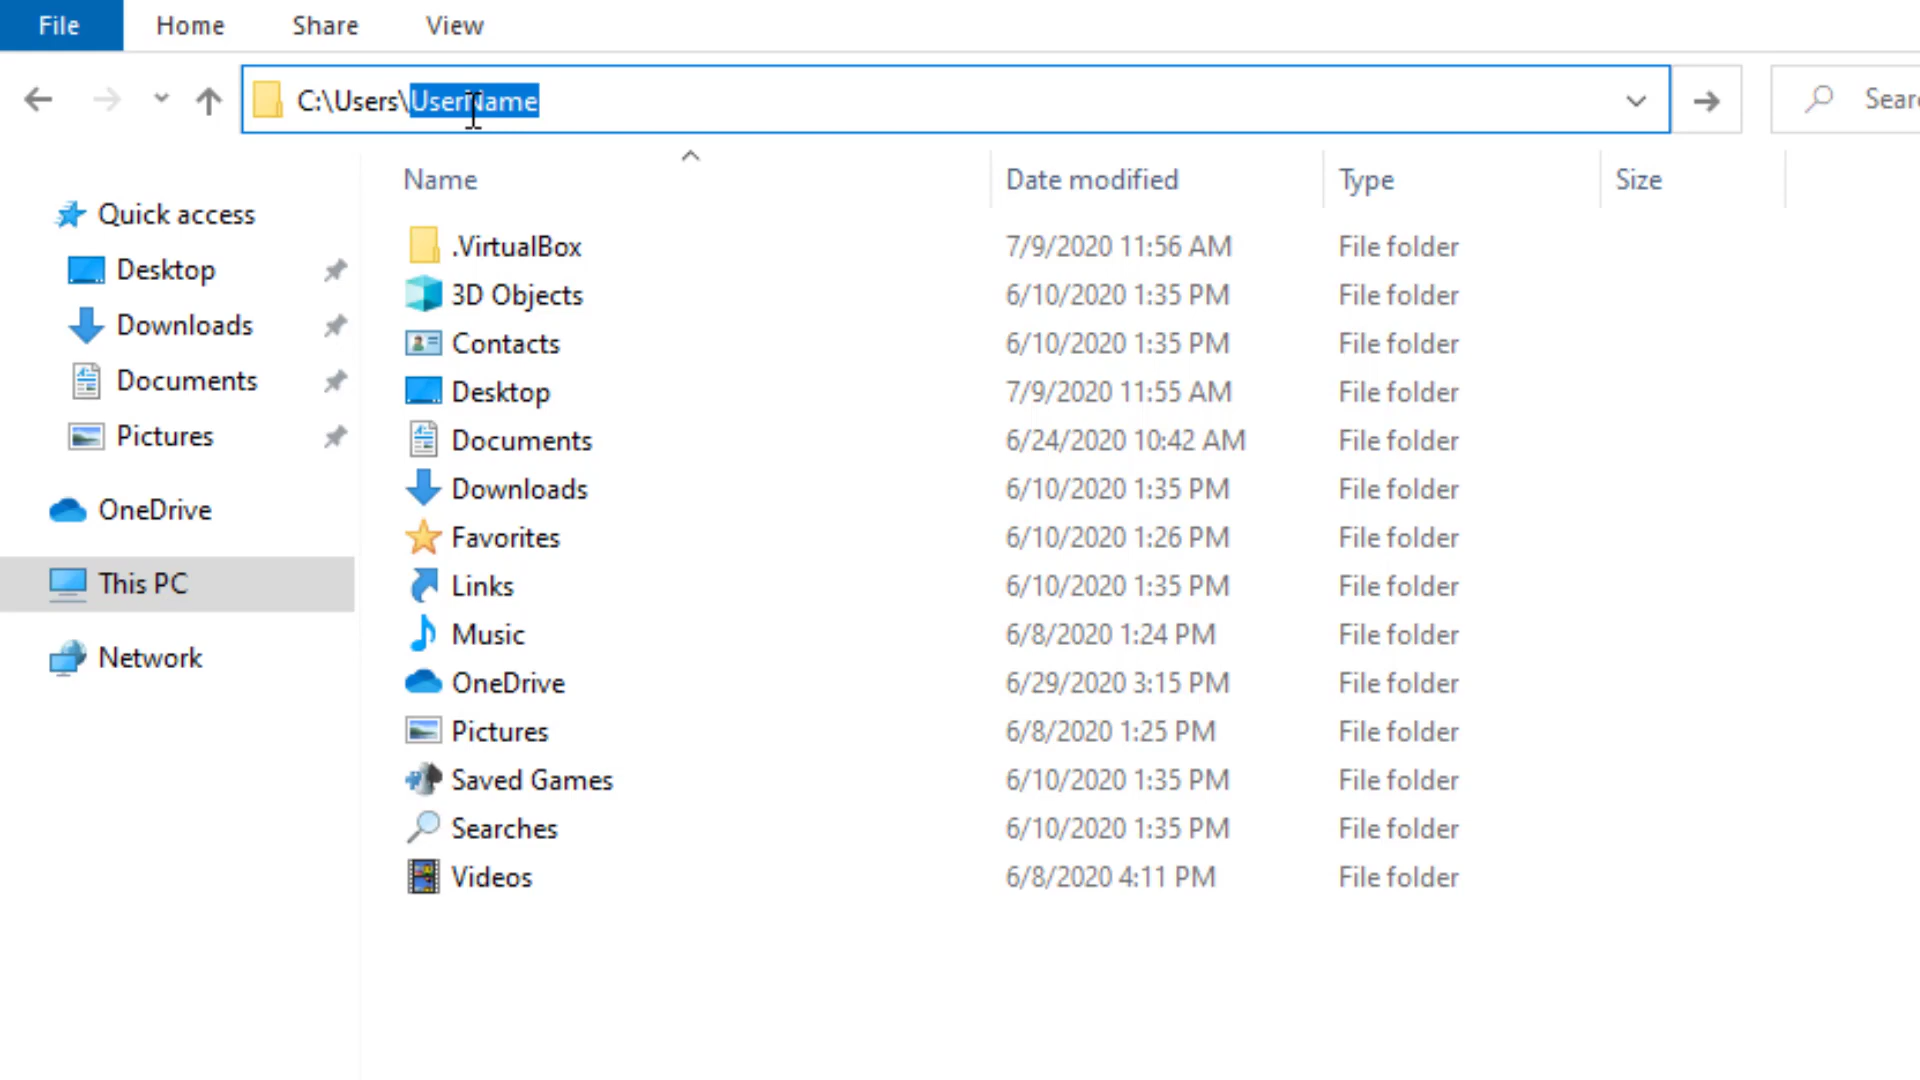 File Home Share View
C:\Users\UserName
Name Date modified Type Size
Quick access
Desktop
Downloads
Documents
Pictures
OneDrive
This PC
Network
.VirtualBox 7/9/2020 11:56 AM File folder
3D Objects 6/10/2020 1:35 PM File folder
Contacts 6/10/2020 1:35 PM File folder
Desktop 7/9/2020 11:55 AM File folder
Documents 6/24/2020 10:42 AM File folder
Downloads 6/10/2020 1:35 PM File folder
Favorites 6/10/2020 1:26 PM File folder
Links 6/10/2020 1:35 PM File folder
Music 6/8/2020 1:24 PM File folder
OneDrive 6/29/2020 3:15 PM File folder
Pictures 6/8/2020 1:25 PM File folder
Saved Games 6/10/2020 1:35 PM File folder
Searches 6/10/2020 1:35 PM File folder
Videos 6/8/2020 4:11 PM File folder